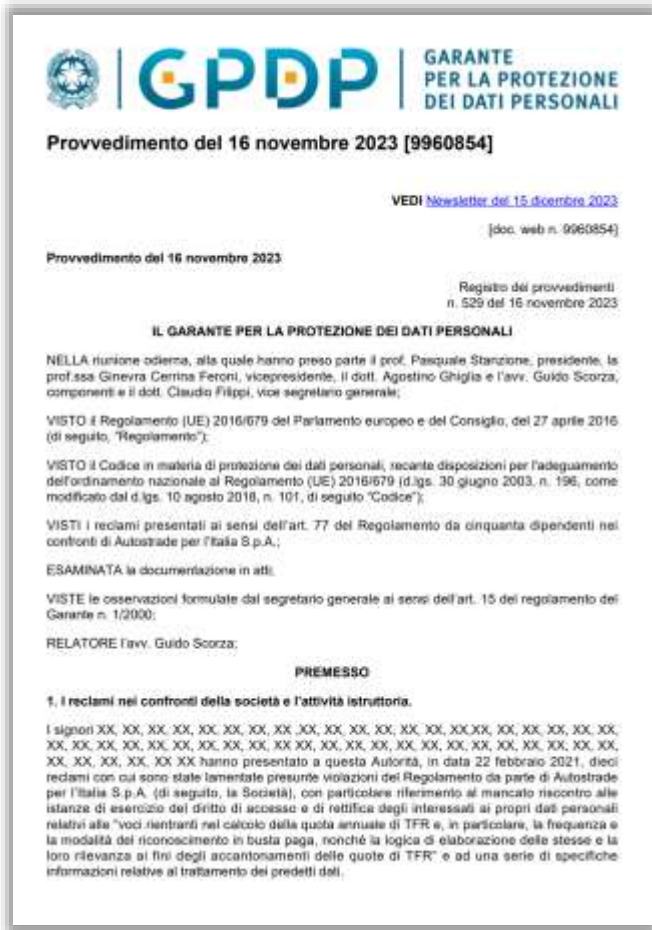 GPDP
GARANTE
PER LA PROTEZIONE
DEI DATI PERSONALI
Provvedimento del 16 novembre 2023 [9960854]
VEDI Newsletter del 15 dicembre 2023
[doc. web n. 9960854]
Provvedimento del 16 novembre 2023
Registro dei provvedimenti
n. 529 del 16 novembre 2023
IL GARANTE PER LA PROTEZIONE DEI DATI PERSONALI
NELLA riunione odierna, alla quale hanno preso parte il prof. Pasquale Stanzione, presidente, la
prof.ssa Ginevra Cerrina Feroni, vicepresidente, il dott. Agostino Ghiglia e l'avv. Guido Scorza,
componenti e il dott. Claudio Filippi, vice segretario generale;
VISTO il Regolamento (UE) 2016/679 del Parlamento europeo e del Consiglio, del 27 aprile 2016
(di seguito, "Regolamento");
VISTO il Codice in materia di protezione dei dati personali, recante disposizioni per l'adeguamento
dell'ordinamento nazionale al Regolamento (UE) 2016/679 (d.lgs. 30 giugno 2003, n. 196, come
modificato dal d.lgs. 10 agosto 2018, n. 101, di seguito "Codice");
VISTI i reclami presentati ai sensi dell'art. 77 del Regolamento da cinquanta dipendenti nei
confronti di Autostrade per l'Italia S.p.A.;
ESAMINATA la documentazione in atti;
VISTE le osservazioni formulate dal segretario generale ai sensi dell'art. 15 del regolamento del
Garante n. 1/2000;
RELATORE l'avv. Guido Scorza;
PREMESSO
1. I reclami nei confronti della società e l'attività istruttoria.
I signori XX, XX, XX, XX, XX, XX, XX, XX, XX ,XX, XX, XX, XX, XX, XX, XX, XX,XX, XX, XX, XX, XX, XX,
XX, XX, XX, XX, XX, XX, XX, XX, XX, XX XX, XX, XX, XX, XX, XX, XX, XX, XX, XX, XX, XX, XX,
XX, XX, XX, XX, XX, XX XX hanno presentato a questa Autorità, in data 22 febbraio 2021, dieci
reclami con cui sono state lamentate presunte violazioni del Regolamento da parte di Autostrade
per l'Italia S.p.A. (di seguito, la Società), con particolare riferimento al mancato riscontro alle
istanze di esercizio del diritto di accesso e di rettifica degli interessati ai propri dati personali
relativi alle "voci rientranti nel calcolo della quota annuale di TFR e, in particolare, la frequenza e
la modalità del riconoscimento in busta paga, nonché la logica di elaborazione delle stesse e la
loro rilevanza ai fini degli accantonamenti delle quote di TFR" e ad una serie di specifiche
informazioni relative al trattamento dei predetti dati.